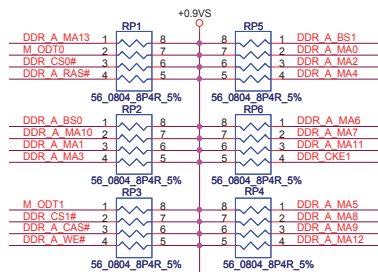 +0.9VS
RP1 RP5
DDR_A_MA13 1 8 8 1 DDR_A_BS1
M_ODT0 2 7 7 2 DDR_A_MA0
DDR_CS0# 3 6 6 3 DDR_A_MA2
DDR_A_RAS# 4 5 5 4 DDR_A_MA4
56_0804_8P4R_5% 56_0804_8P4R_5%
RP2 RP6
DDR_A_BS0 1 8 8 1 DDR_A_MA6
DDR_A_MA10 2 7 7 2 DDR_A_MA7
DDR_A_MA1 3 6 6 3 DDR_A_MA11
DDR_A_MA3 4 5 5 4 DDR_CKE1
56_0804_8P4R_5% 56_0804_8P4R_5%
RP3 RP4
M_ODT1 1 8 8 1 DDR_A_MA5
DDR_CS1# 2 7 7 2 DDR_A_MA8
DDR_A_CAS# 3 6 6 3 DDR_A_MA9
DDR_A_WE# 4 5 5 4 DDR_A_MA12
56_0804_8P4R_5% 56_0804_8P4R_5%